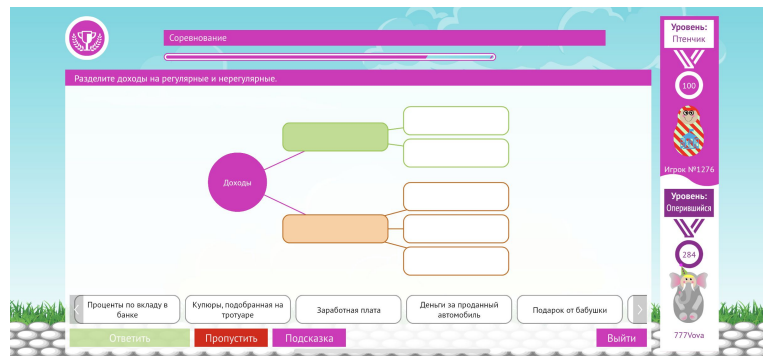 Соревнование
Разделите доходы на регулярные и нерегулярные.
Доходы
Проценты по вкладу в
банке
Купюры, подобранная на
тротуаре
Заработная плата
Деньги за проданный
автомобиль
Подарок от бабушки
Ответить
Пропустить
Подсказка
Выйти
Уровень:
Птенчик
100
Игрок №1276
Уровень:
Оперившийся
284
777Vova